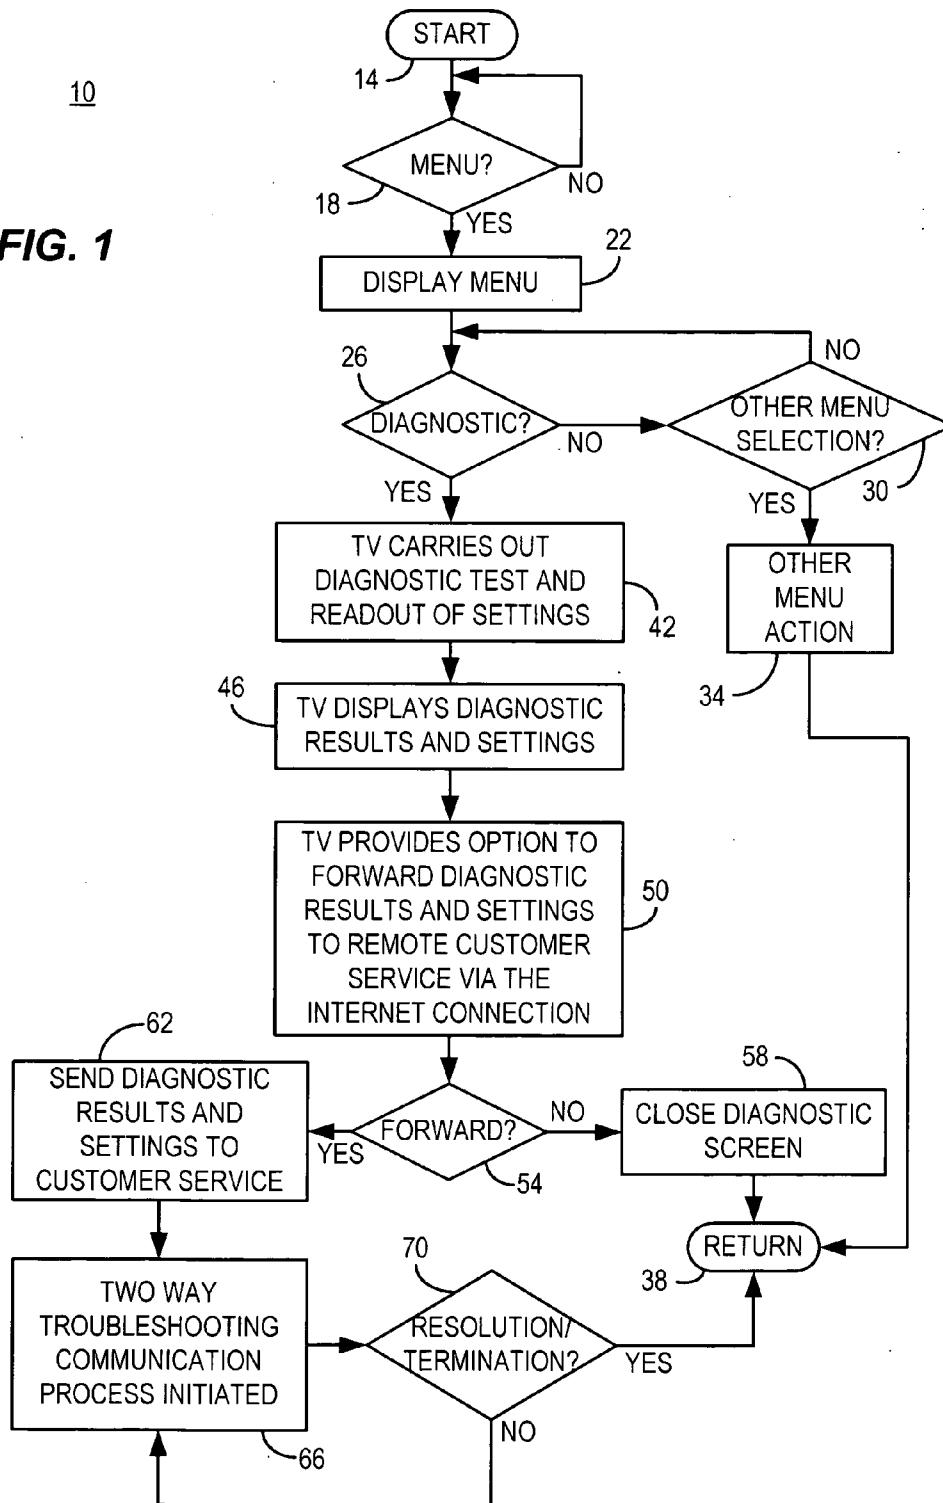 START
14
10
MENU?
NO
18
YES
FIG. 1
22
DISPLAY MENU
26
NO
DIAGNOSTIC?
NO
OTHER MENU
SELECTION?
30
YES
YES
TV CARRIES OUT
DIAGNOSTIC TEST AND
READOUT OF SETTINGS
42
OTHER
MENU
ACTION
34
46
TV DISPLAYS DIAGNOSTIC
RESULTS AND SETTINGS
TV PROVIDES OPTION TO
FORWARD DIAGNOSTIC
RESULTS AND SETTINGS
TO REMOTE CUSTOMER
SERVICE VIA THE
INTERNET CONNECTION
50
62
SEND DIAGNOSTIC
RESULTS AND
SETTINGS TO
CUSTOMER SERVICE
YES
FORWARD?
54
NO
58
CLOSE DIAGNOSTIC
SCREEN
RETURN
38
TWO WAY
TROUBLESHOOTING
COMMUNICATION
PROCESS INITIATED
66
70
RESOLUTION/
TERMINATION?
YES
NO